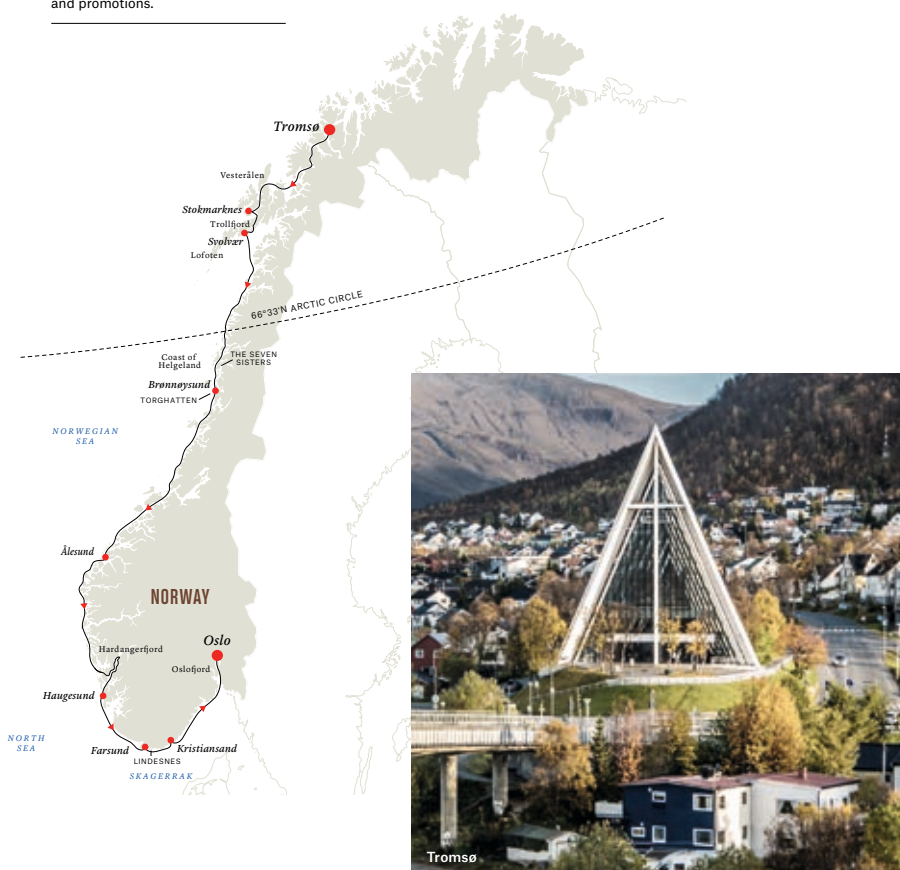 and promotions.
Tromsø
Vesterålen
Stokmarknes
Trollfjord
Svolvær
Lofoten
66°33'N ARCTIC CIRCLE
Coast of
Helgeland
THE SEVEN
SISTERS
Brønnøysund
TORGHATTEN
NORWEGIAN
SEA
Ålesund
NORWAY
Oslo
Hardangerfjord
Oslofjord
Haugesund
NORTH
SEA
Farsund
Kristiansand
LINDESNES
SKAGERRAK
Tromsø